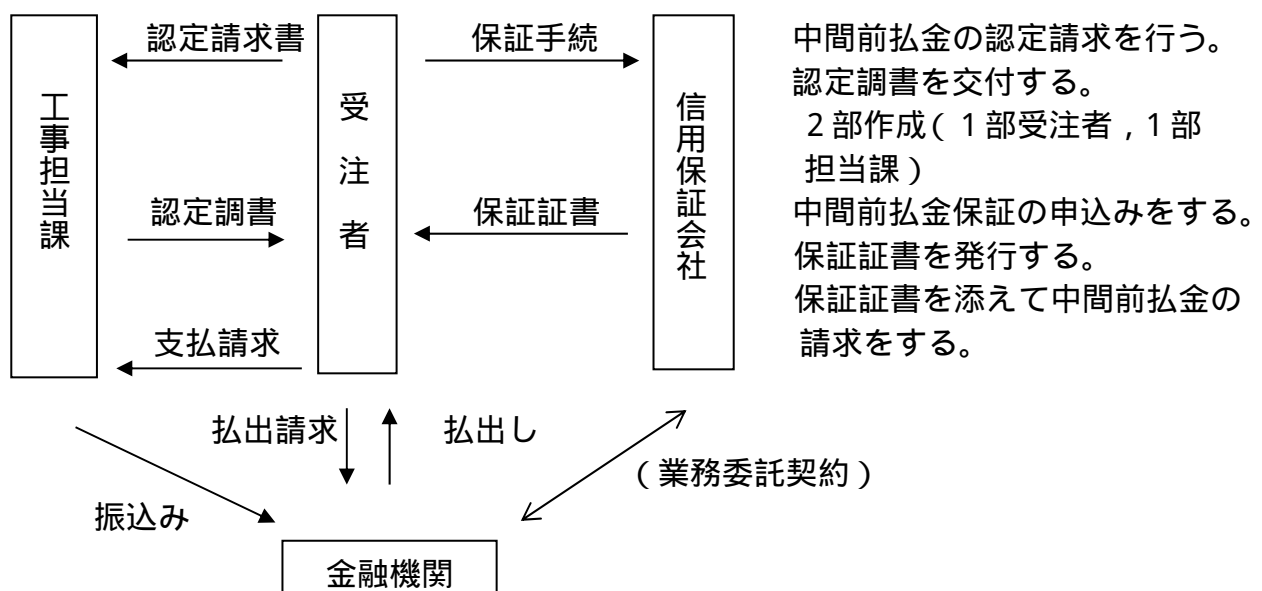 認定請求書
保証手続
工事担当課
受注者
信用保証会社
認定調書
保証証書
支払請求
払出請求
払出し
(業務委託契約)
振込み
金融機関
中間前払金の認定請求を行う。
認定調書を交付する。
2部作成(1部受注者,1部
担当課)
中間前払金保証の申込みをする。
保証証書を発行する。
保証証書を添えて中間前払金の
請求をする。